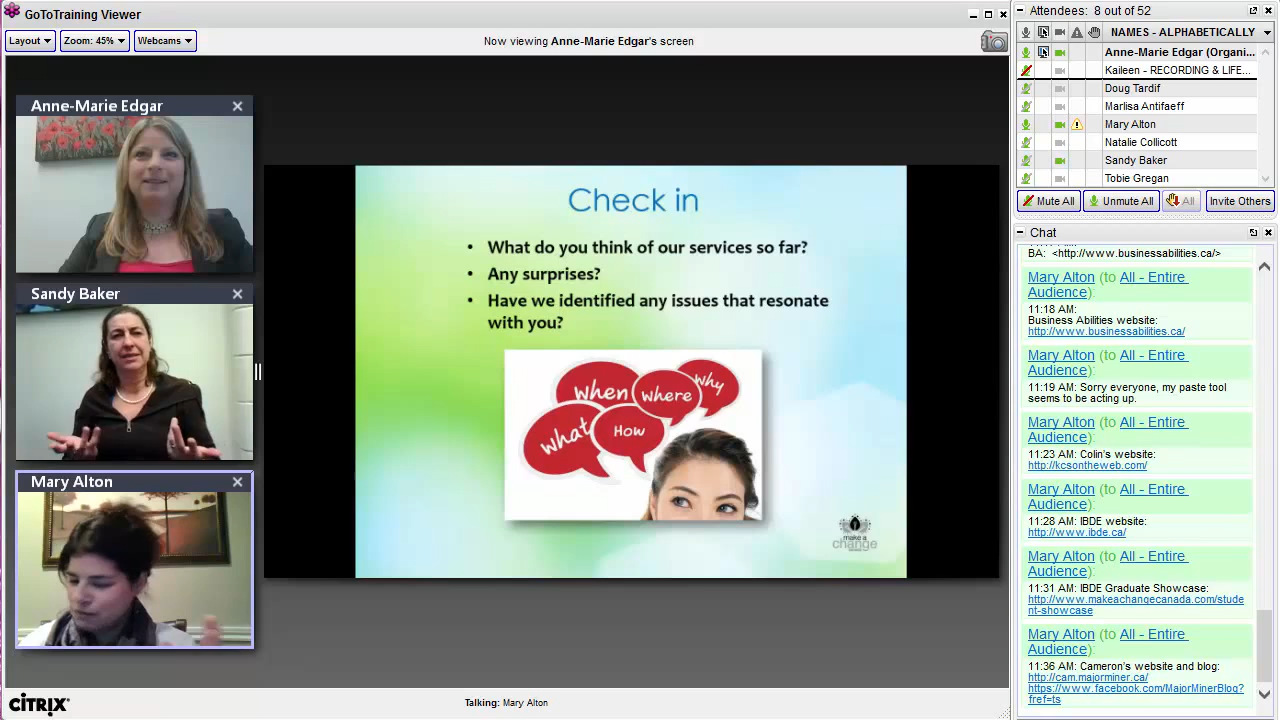 GoToTraining Viewer
Layout
Zoom: 45%
Webcams
Now viewing Anne-Marie Edgar's screen
Anne-Marie Edgar
Sandy Baker
Mary Alton
Check in
• What do you think of our services so far?
• Any surprises?
• Have we identified any issues that resonate
with you?
when
where
why
what
How
make a
change
CITRIX
Talking: Mary Alton
Attendees: 8 out of 52
NAMES - ALPHABETICALLY
Anne-Marie Edgar (Organi...
Kaileen - RECORDING & LIFE...
Doug Tardif
Marlisa Antifaeff
Mary Alton
Natalie Collicott
Sandy Baker
Tobie Gregan
Mute All
Unmute All
All
Invite Others
Chat
BA: <http://www.businessabilities.ca/>
Mary Alton (to All - Entire
Audience):
11:18 AM:
Business Abilities website:
http://www.businessabilities.ca/
Mary Alton (to All - Entire
Audience):
11:19 AM: Sorry everyone, my paste tool
seems to be acting up.
Mary Alton (to All - Entire
Audience):
11:23 AM: Colin's website:
http://kcsontheweb.com/
Mary Alton (to All - Entire
Audience):
11:28 AM: IBDE website:
http://www.ibde.ca/
Mary Alton (to All - Entire
Audience):
11:31 AM: IBDE Graduate Showcase:
http://www.makeachangecanada.com/stude
nt-showcase
Mary Alton (to All - Entire
Audience):
11:36 AM: Cameron's website and blog:
http://cam.majorminer.ca/
https://www.facebook.com/MajorMinerBlog?
fref=ts